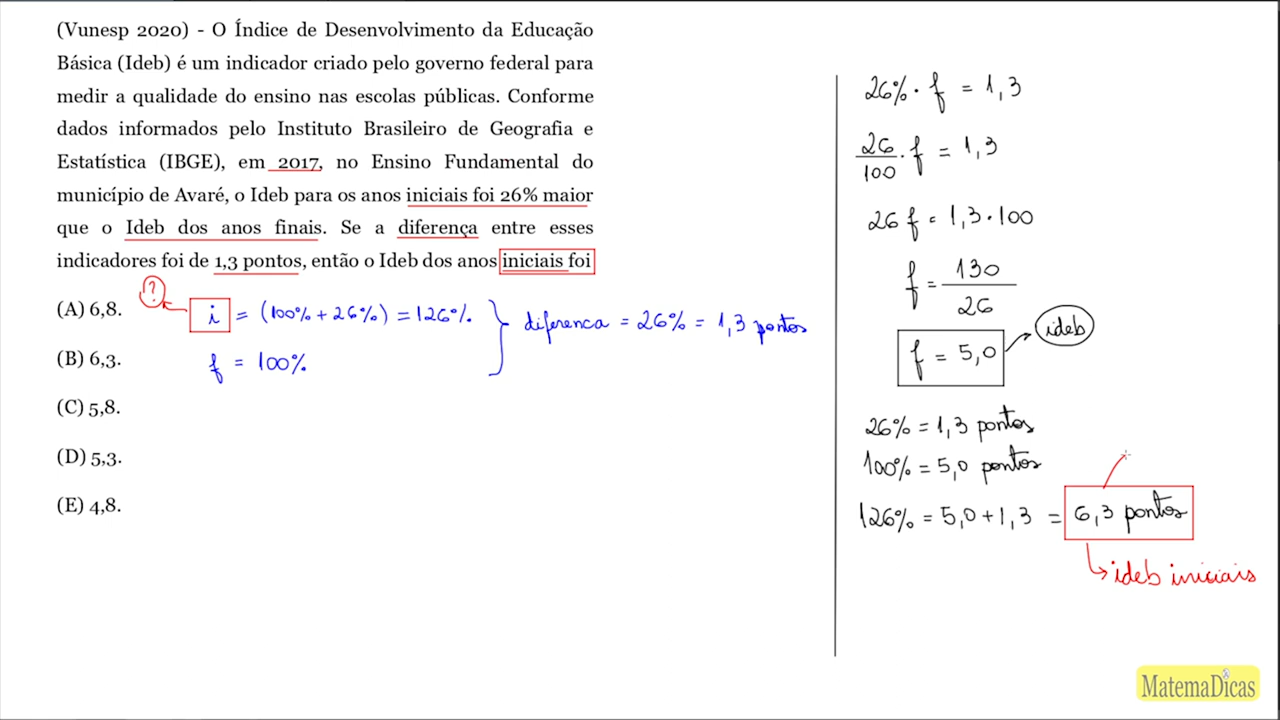 (Vunesp 2020) - O Índice de Desenvolvimento da Educação
Básica (Ideb) é um indicador criado pelo governo federal para
medir a qualidade do ensino nas escolas públicas. Conforme
dados informados pelo Instituto Brasileiro de Geografia e
Estatística (IBGE), em 2017, no Ensino Fundamental do
município de Avaré, o Ideb para os anos iniciais foi 26% maior
que o Ideb dos anos finais. Se a diferença entre esses
indicadores foi de 1,3 pontos, então o Ideb dos anos iniciais foi
(A) 6,8.
(B) 6,3.
(C) 5,8.
(D) 5,3.
(E) 4,8.
?
i = (100% + 26%) = 126%
f = 100%
diferenca = 26% = 1,3 pontos
26% · f = 1,3
26/100 · f = 1,3
26 f = 1,3 · 100
f = 130/26
f = 5,0
ideb
26% = 1,3 pontos
100% = 5,0 pontos
126% = 5,0 + 1,3 = 6,3 pontos
ideb iniciais
MatemaDicas